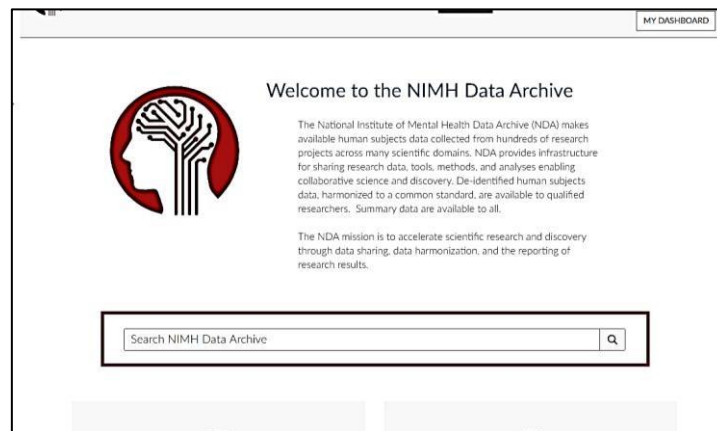 MY DASHBOARD
Welcome to the NIMH Data Archive
The National Institute of Mental Health Data Archive (NDA) makes
available human subjects data collected from hundreds of research
projects across many scientific domains. NDA provides infrastructure
for sharing research data, tools, methods, and analyses enabling
collaborative science and discovery. De-identified human subjects
data, harmonized to a common standard, are available to qualified
researchers. Summary data are available to all.
The NDA mission is to accelerate scientific research and discovery
through data sharing, data harmonization, and the reporting of
research results.
Search NIMH Data Archive